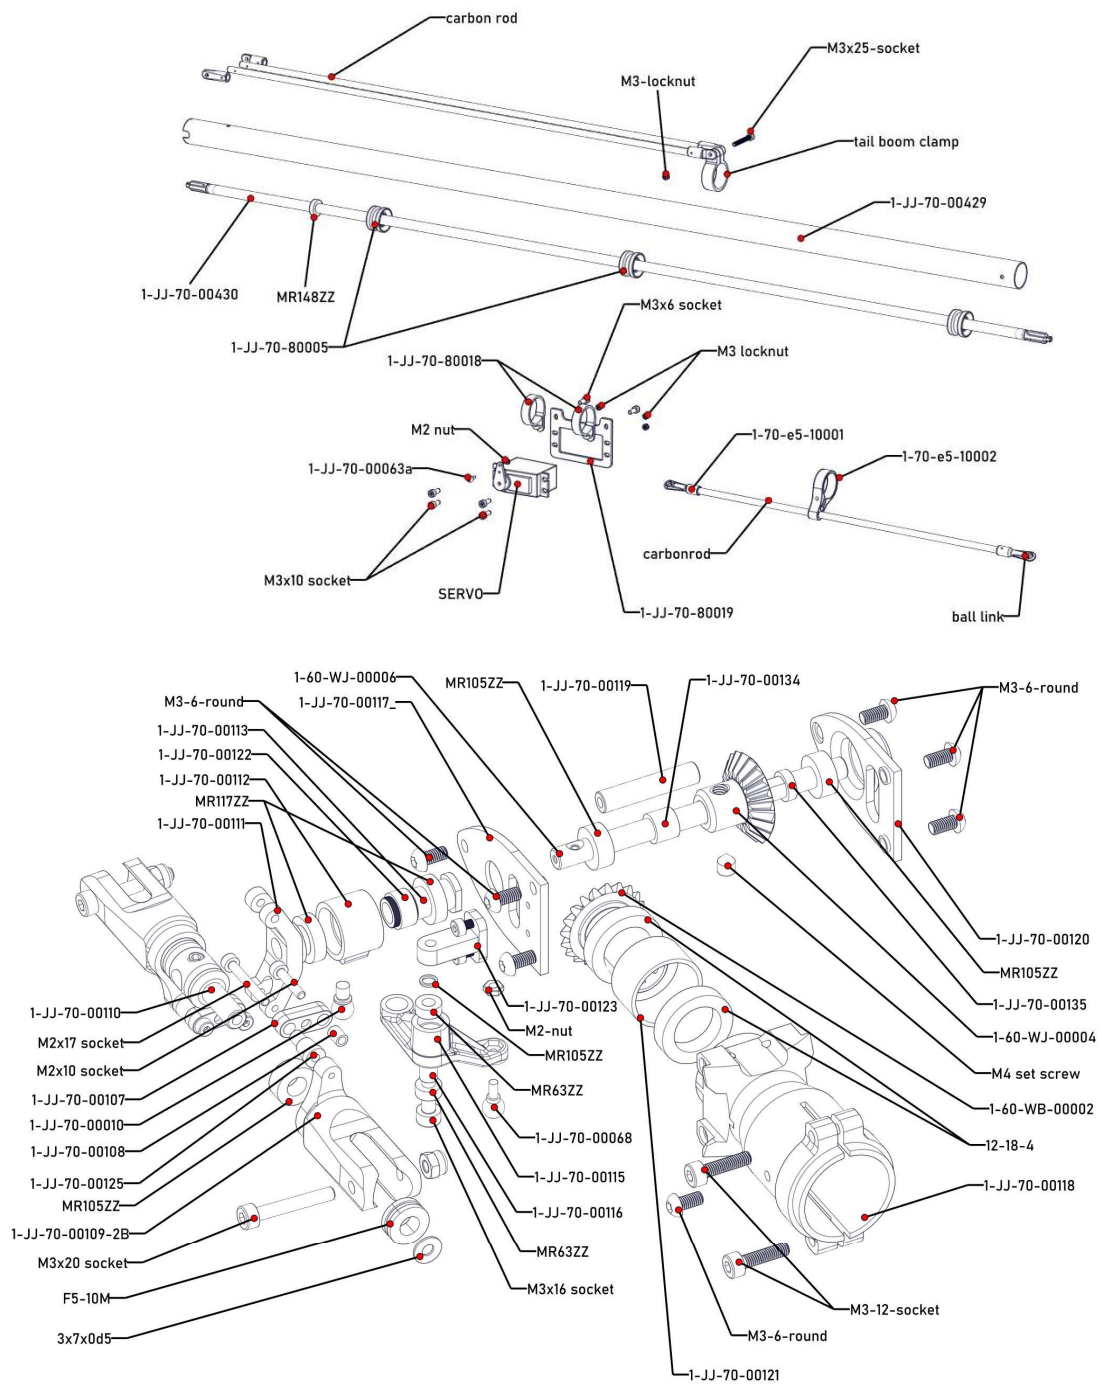 carbon rod
M3x25-socket
M3-locknut
tail boom clamp
1-JJ-70-00429
1-JJ-70-00430
MR148ZZ
M3x6 socket
1-JJ-70-80005
M3 locknut
1-JJ-70-80018
M2 nut
1-70-e5-10001
1-70-e5-10002
1-JJ-70-00063a
carbonrod
M3x10 socket
SERVO
1-JJ-70-80019
ball link
1-60-WJ-00006
MR105ZZ
1-JJ-70-00119
1-JJ-70-00134
M3-6-round
M3-6-round
1-JJ-70-00117_
1-JJ-70-00113
1-JJ-70-00122
1-JJ-70-00112
MR117ZZ
1-JJ-70-00111
1-JJ-70-00120
MR105ZZ
1-JJ-70-00135
1-JJ-70-00123
1-JJ-70-00110
M2-nut
1-60-WJ-00004
M2x17 socket
MR105ZZ
M2x10 socket
M4 set screw
MR63ZZ
1-JJ-70-00107
1-60-WB-00002
1-JJ-70-00010
1-JJ-70-00068
12-18-4
1-JJ-70-00108
1-JJ-70-00115
1-JJ-70-00125
1-JJ-70-00118
MR105ZZ
1-JJ-70-00116
1-JJ-70-00109-2B
MR63ZZ
M3x20 socket
M3x16 socket
F5-10M
M3-12-socket
3x7x0d5
M3-6-round
1-JJ-70-00121